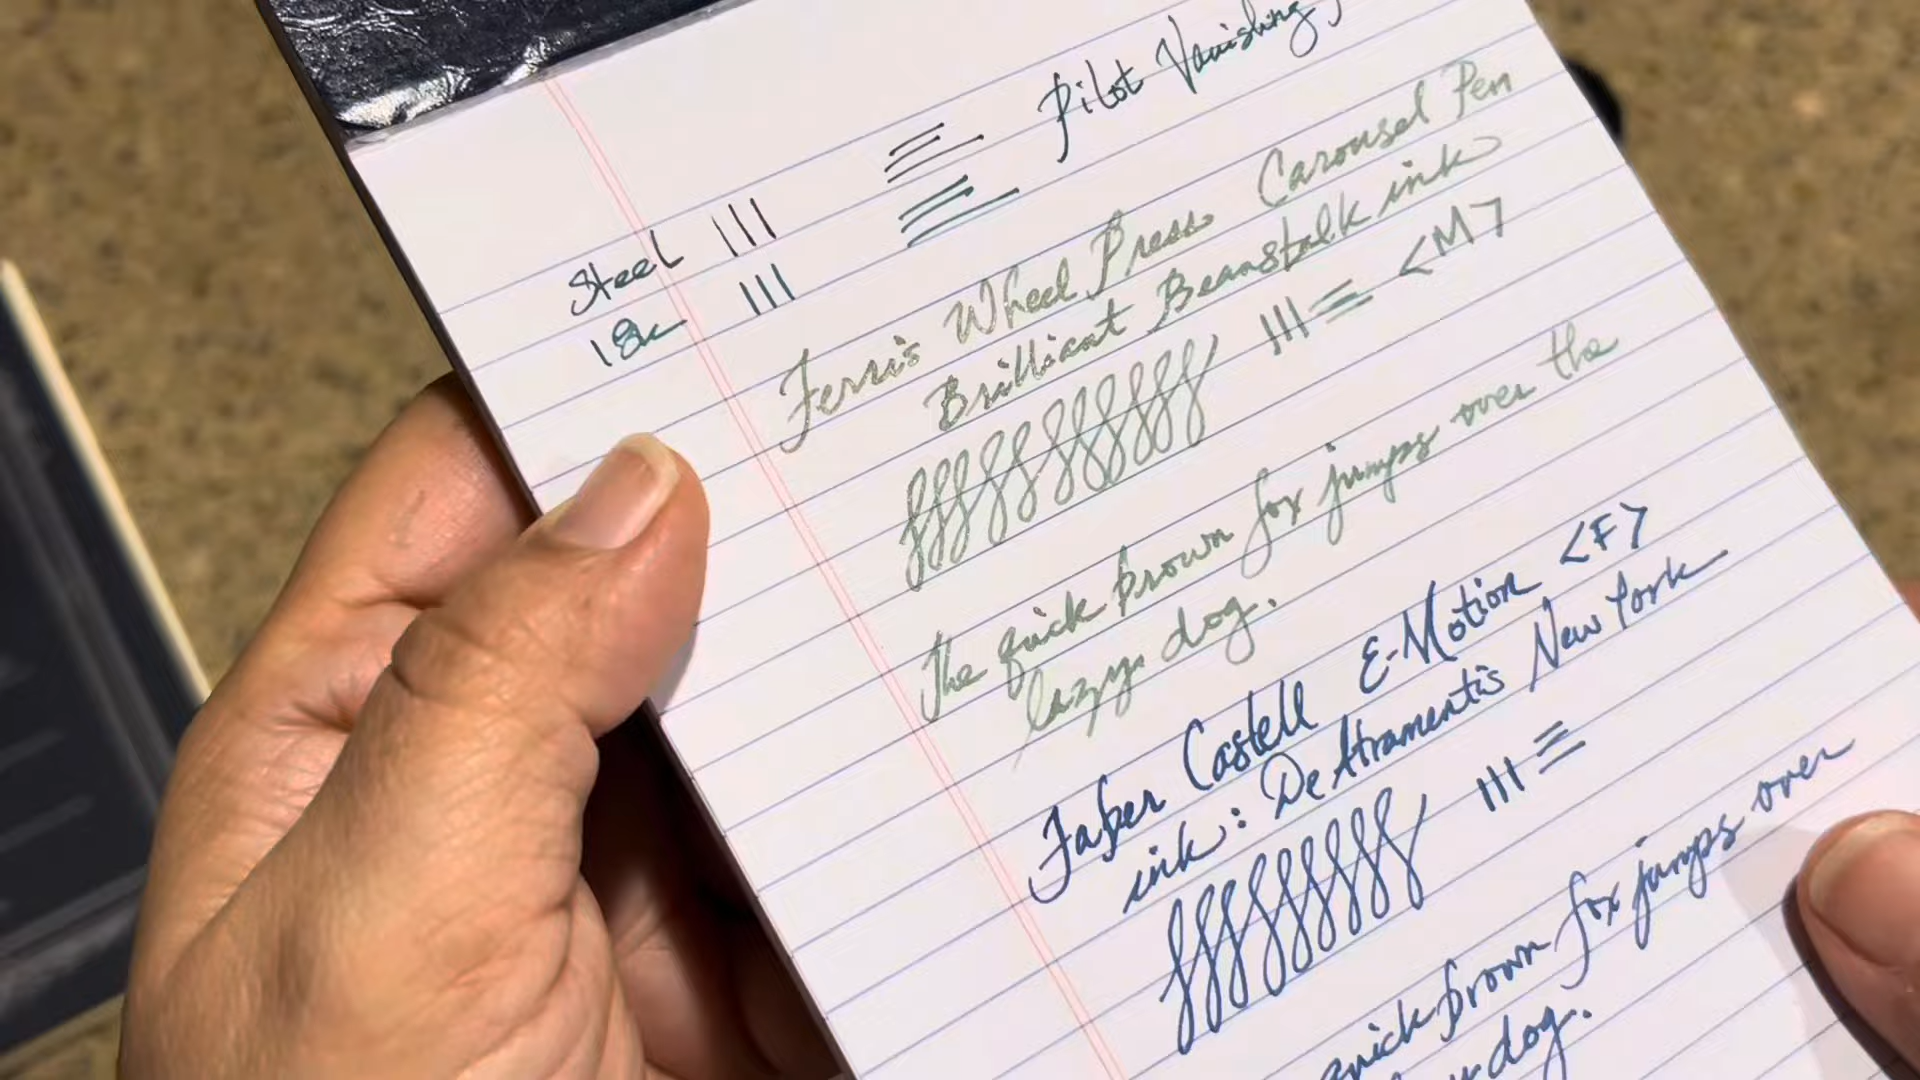 Pilot Vanishing
Steel
18k
Ferris Wheel Press Carousel Pen
Brilliant Beanstalk ink
<M>
The quick brown fox jumps over the
lazy dog.
Faber Castell E-Motion <F>
ink: De Atramentis New York
quick brown fox jumps over
dog.